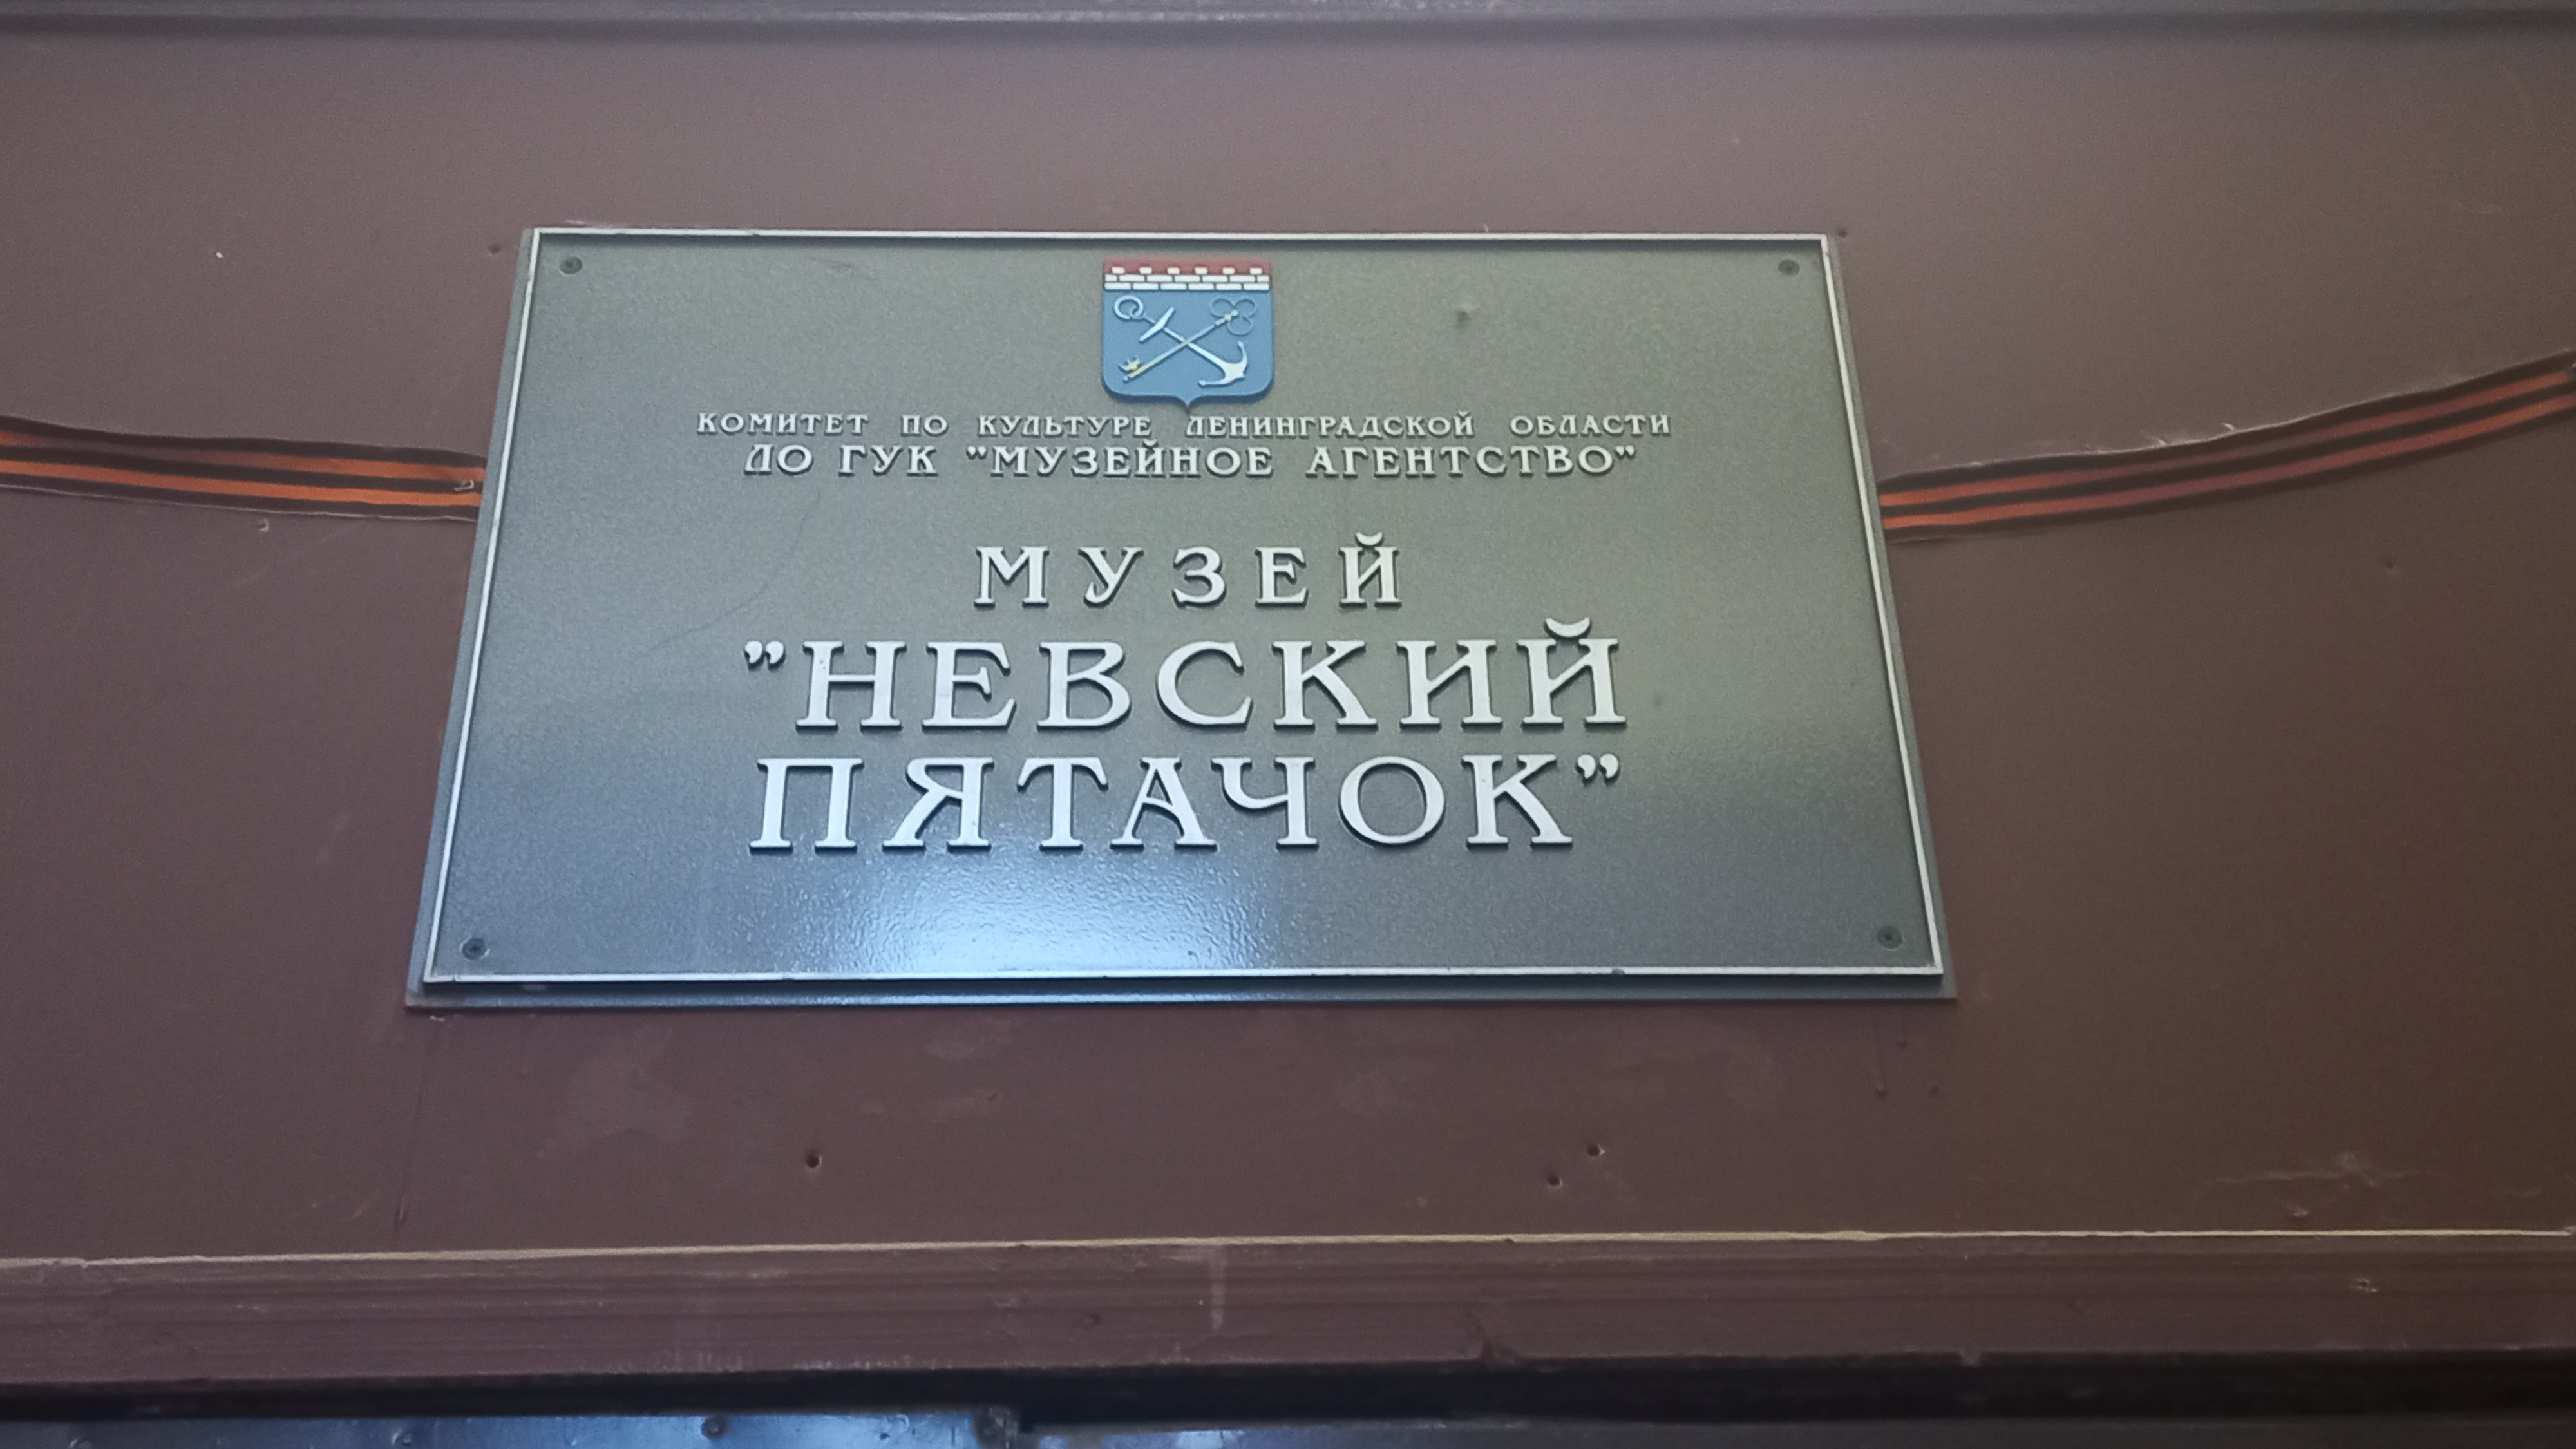 КОМИТЕТ ПО КУЛЬТУРЕ ЛЕНИНГРАДСКОЙ ОБЛАСТИ
ЛО ГУК "МУЗЕЙНОЕ АГЕНТСТВО"
МУЗЕЙ
"НЕВСКИЙ
ПЯТАЧОК"